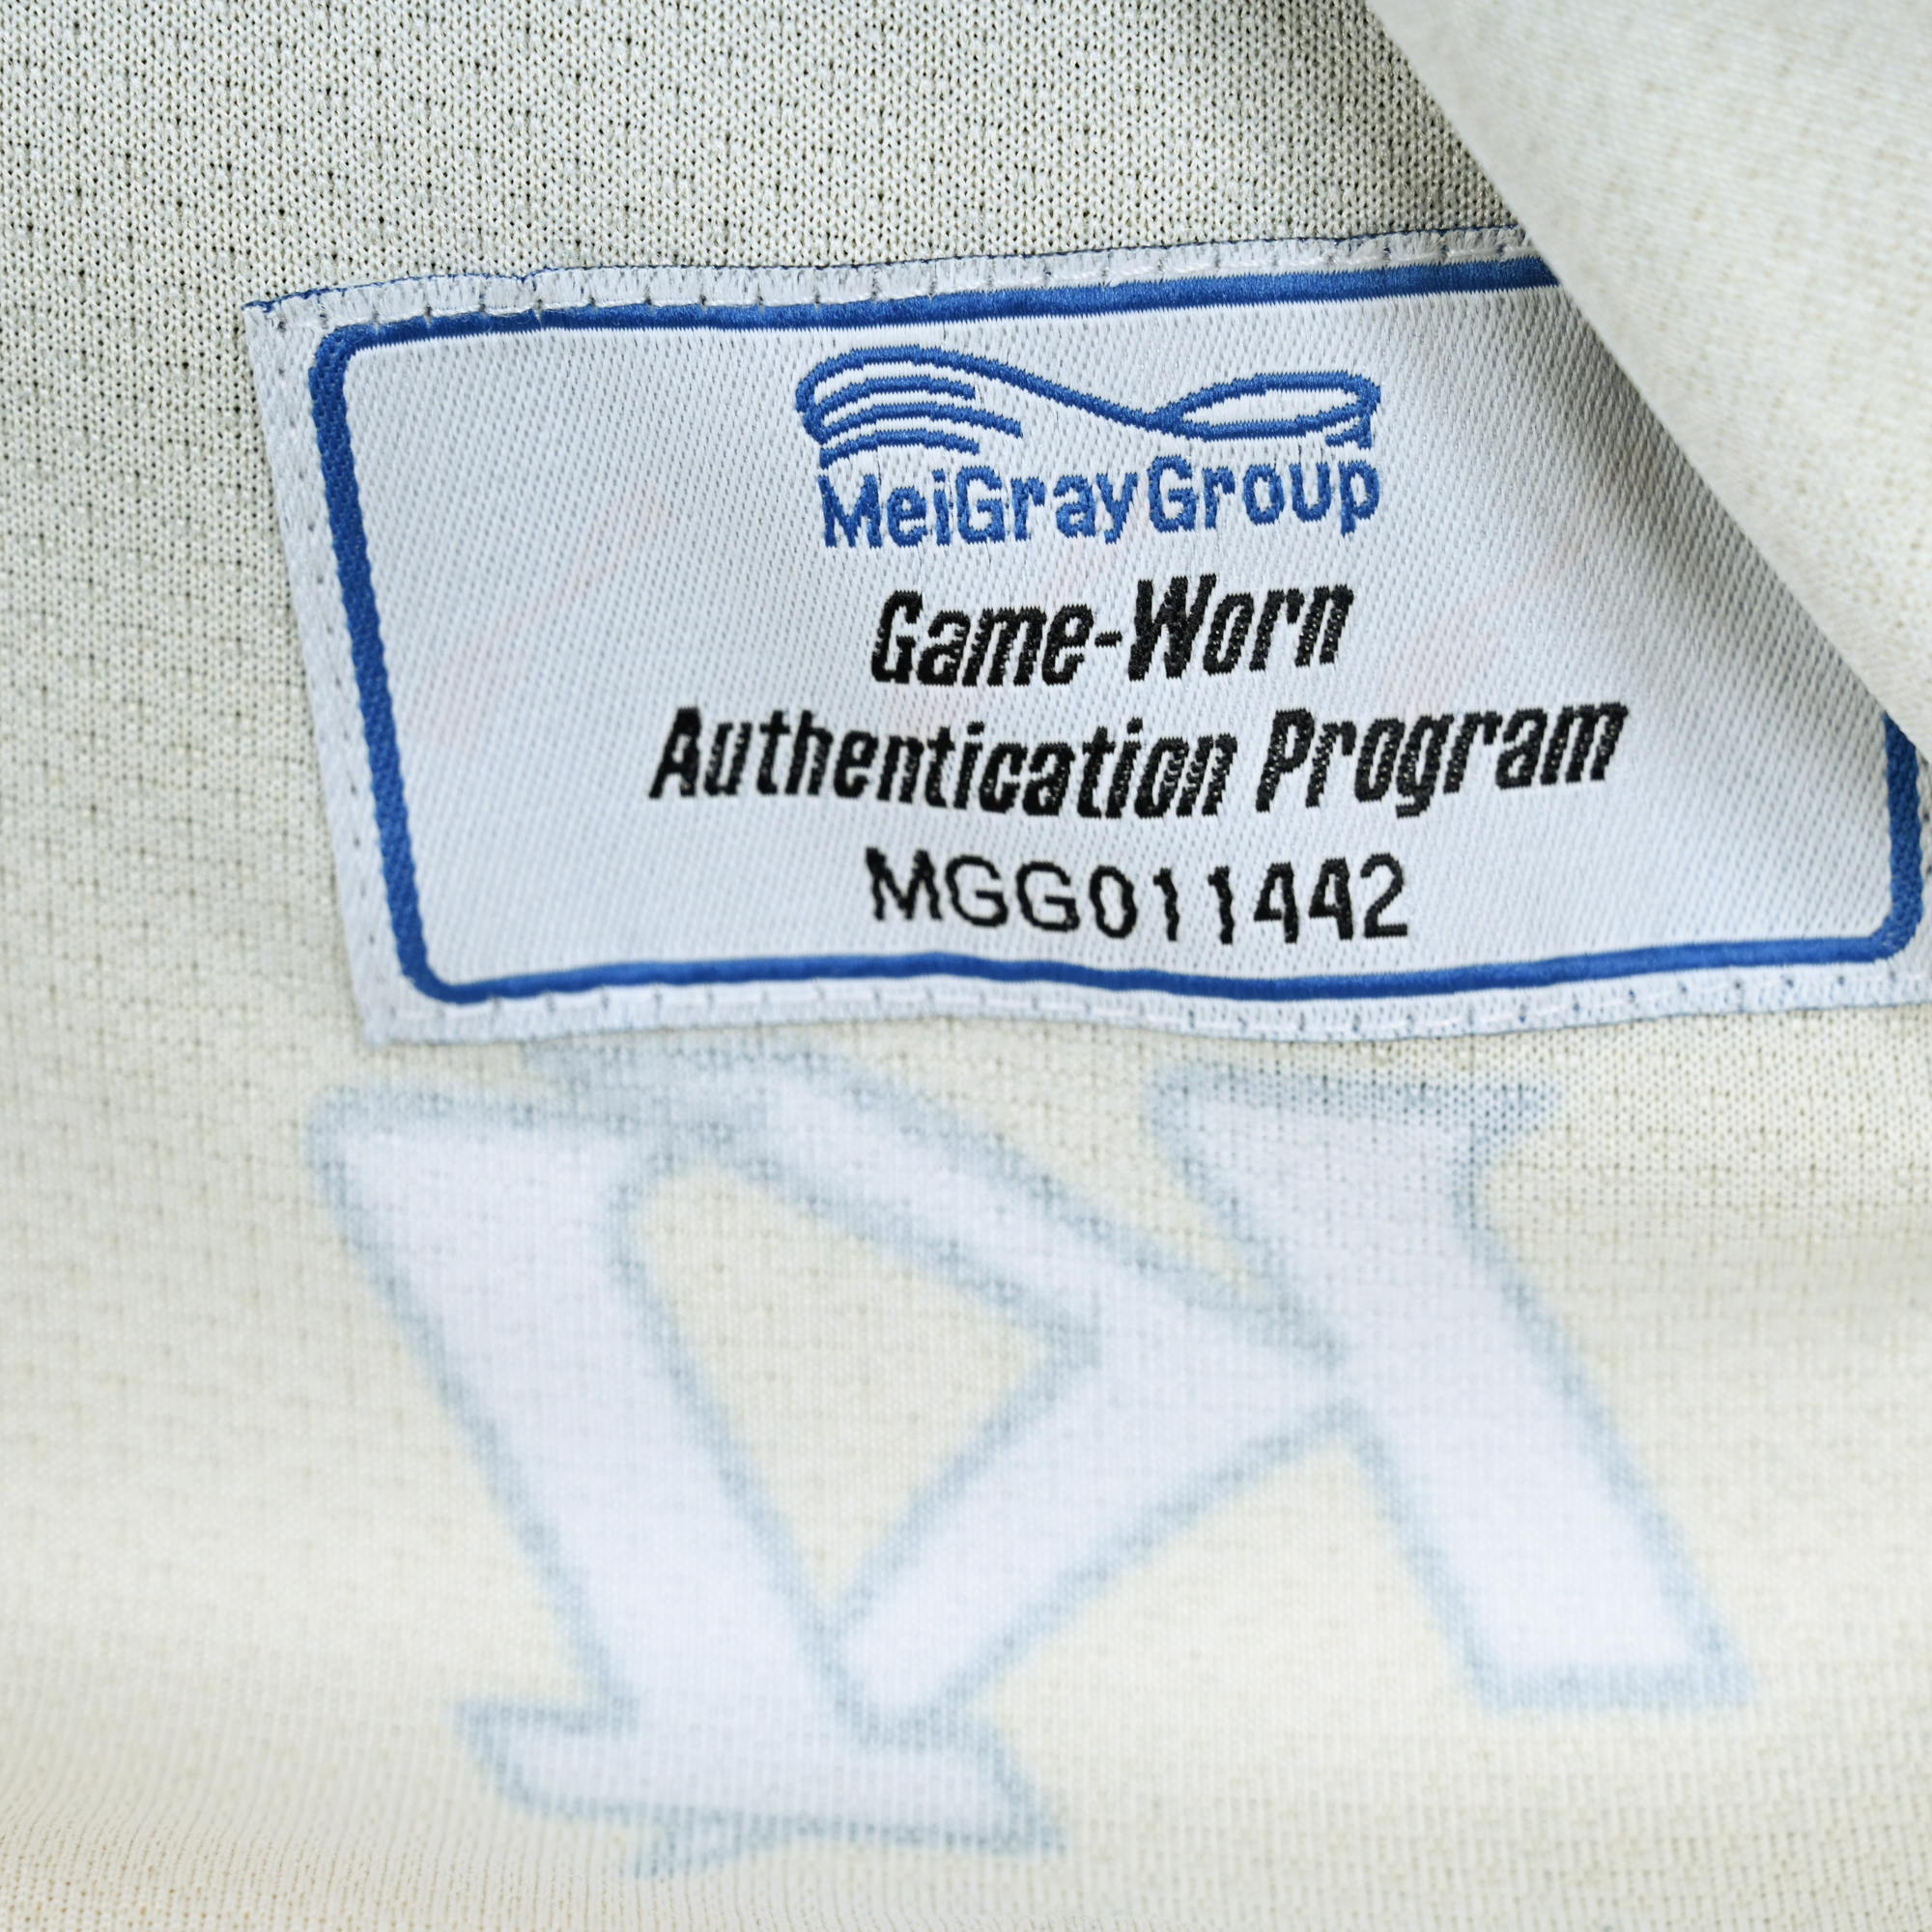 MeiGrayGroup
Game-Worn
Authentication Program
MGG011442